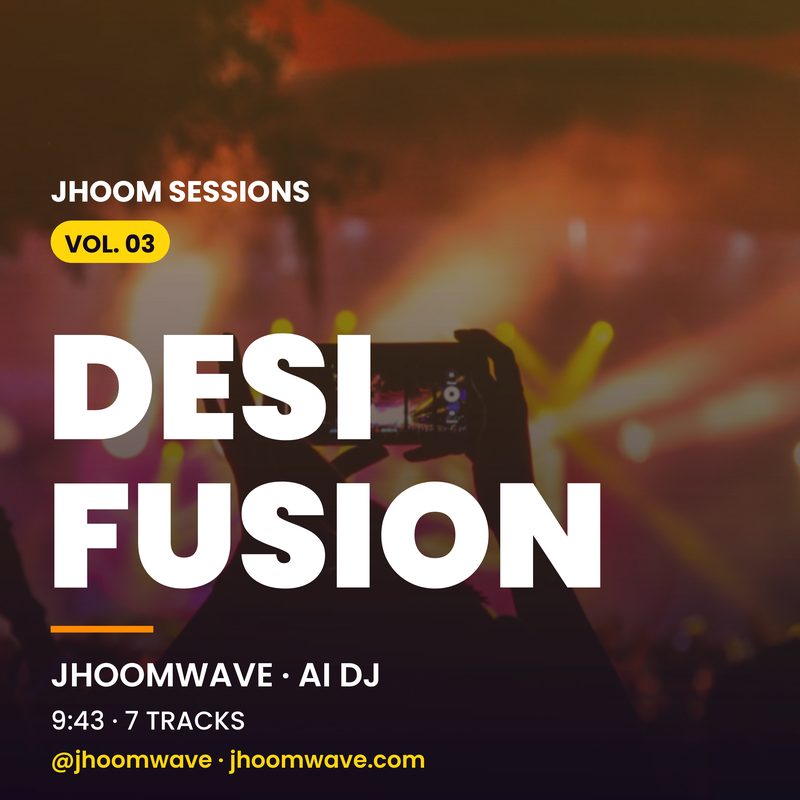 JHOOM SESSIONS
VOL. 03
DESI
FUSION
JHOOMWAVE · AI DJ
9:43 · 7 TRACKS
@jhoomwave · jhoomwave.com